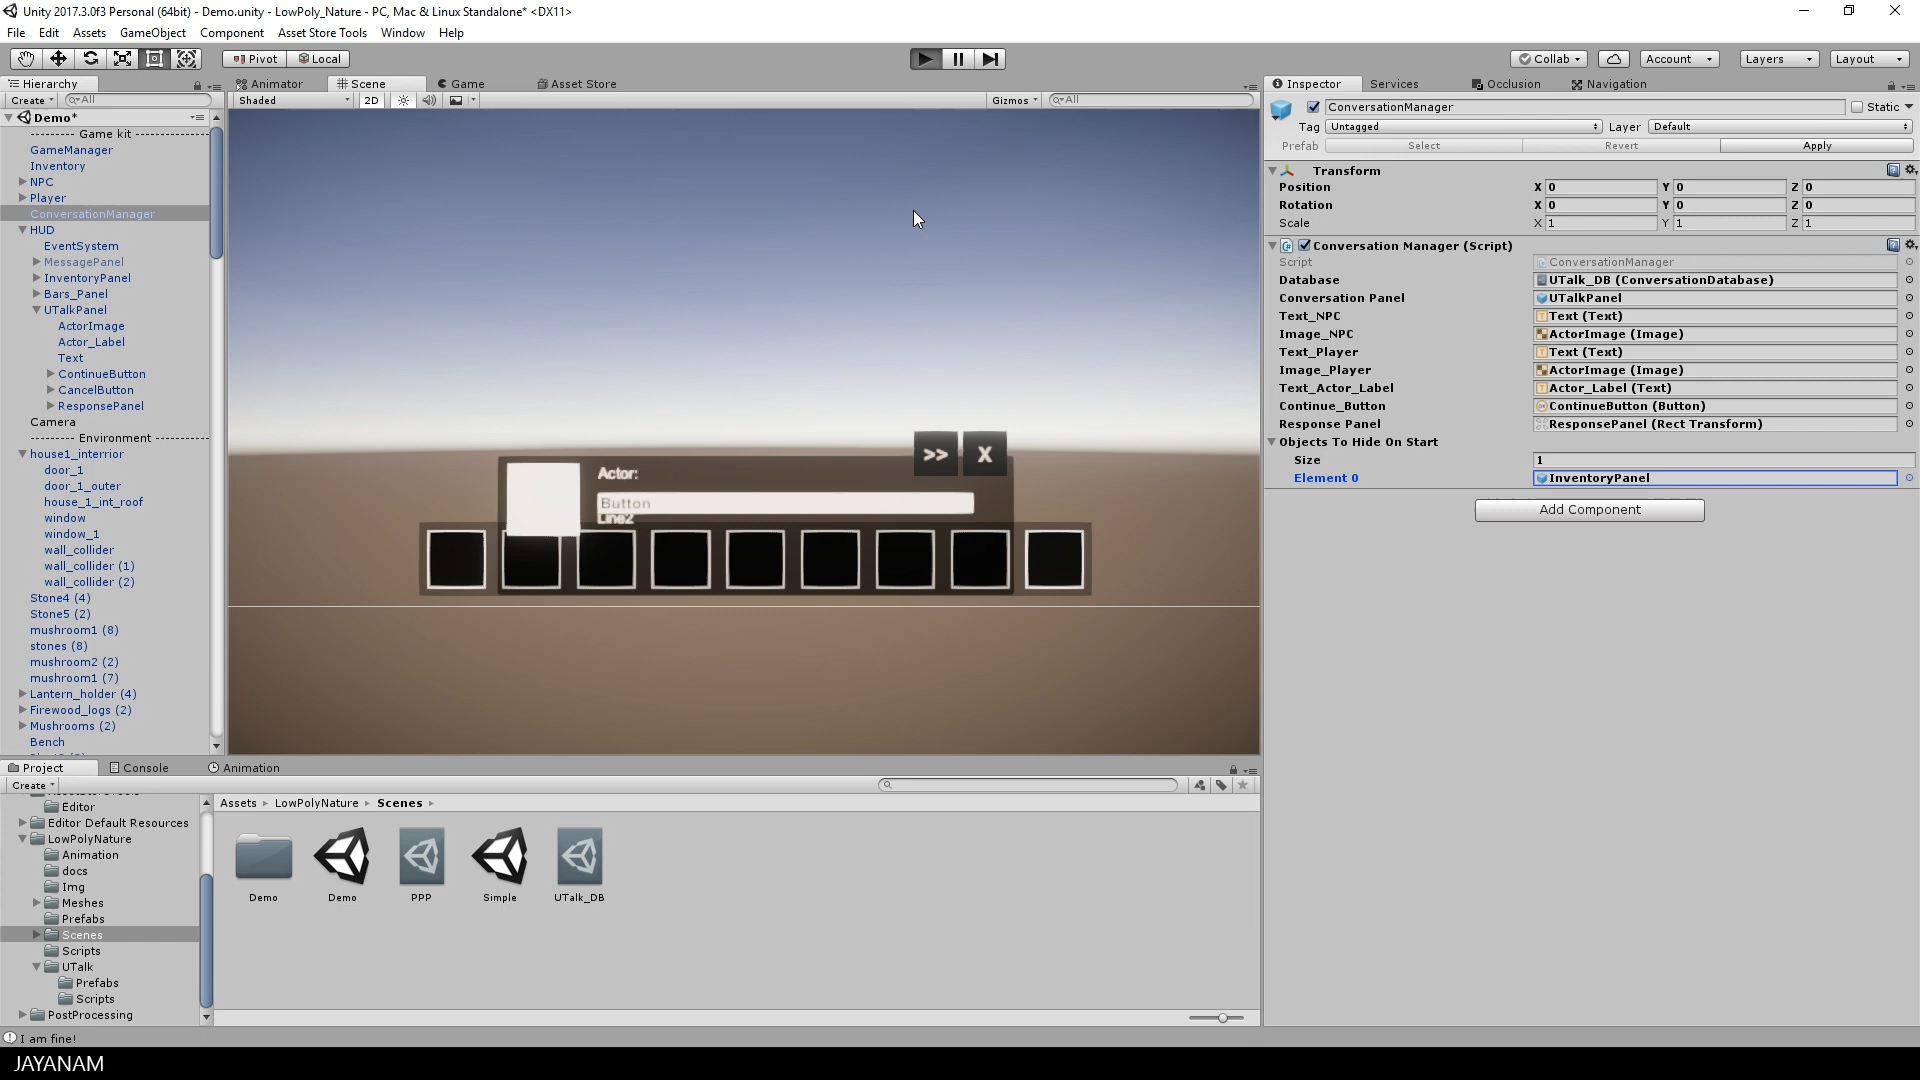 Unity 2017.3.0f3 Personal (64bit) - Demo.unity - LowPoly_Nature - PC, Mac & Linux Standalone* <DX11>
File Edit Assets GameObject Component Asset Store Tools Window Help
Pivot Local
Collab Account Layers Layout
Hierarchy
Create All
Demo*
-------- Game kit -----------
GameManager
Inventory
NPC
Player
ConversationManager
HUD
EventSystem
MessagePanel
InventoryPanel
Bars_Panel
UTalkPanel
ActorImage
Actor_Label
Text
ContinueButton
CancelButton
ResponsePanel
Camera
-------- Environment --------
house1_interrior
door_1
door_1_outer
house_1_int_roof
window
window_1
wall_collider
wall_collider (1)
wall_collider (2)
Stone4 (4)
Stone5 (2)
mushroom1 (8)
stones (8)
mushroom2 (2)
mushroom1 (7)
Lantern_holder (4)
Firewood_logs (2)
Mushrooms (2)
Bench
Animator Scene Game Asset Store
Shaded 2D Gizmos All
>> X
Actor:
Button
Line2
Inspector Services Occlusion Navigation
ConversationManager Static
Tag Untagged Layer Default
Prefab Select Revert Apply
Transform
Position X 0 Y 0 Z 0
Rotation X 0 Y 0 Z 0
Scale X 1 Y 1 Z 1
Conversation Manager (Script)
Script ConversationManager
Database UTalk_DB (ConversationDatabase)
Conversation Panel UTalkPanel
Text_NPC Text (Text)
Image_NPC ActorImage (Image)
Text_Player Text (Text)
Image_Player ActorImage (Image)
Text_Actor_Label Actor_Label (Text)
Continue_Button ContinueButton (Button)
Response Panel ResponsePanel (Rect Transform)
Objects To Hide On Start
Size 1
Element 0 InventoryPanel
Add Component
Project Console Animation
Create
Editor
Editor Default Resources
LowPolyNature
Animation
docs
Img
Meshes
Prefabs
Scenes
Scripts
UTalk
Prefabs
Scripts
PostProcessing
Assets LowPolyNature Scenes
Demo Demo PPP Simple UTalk_DB
I am fine!
JAYANAM